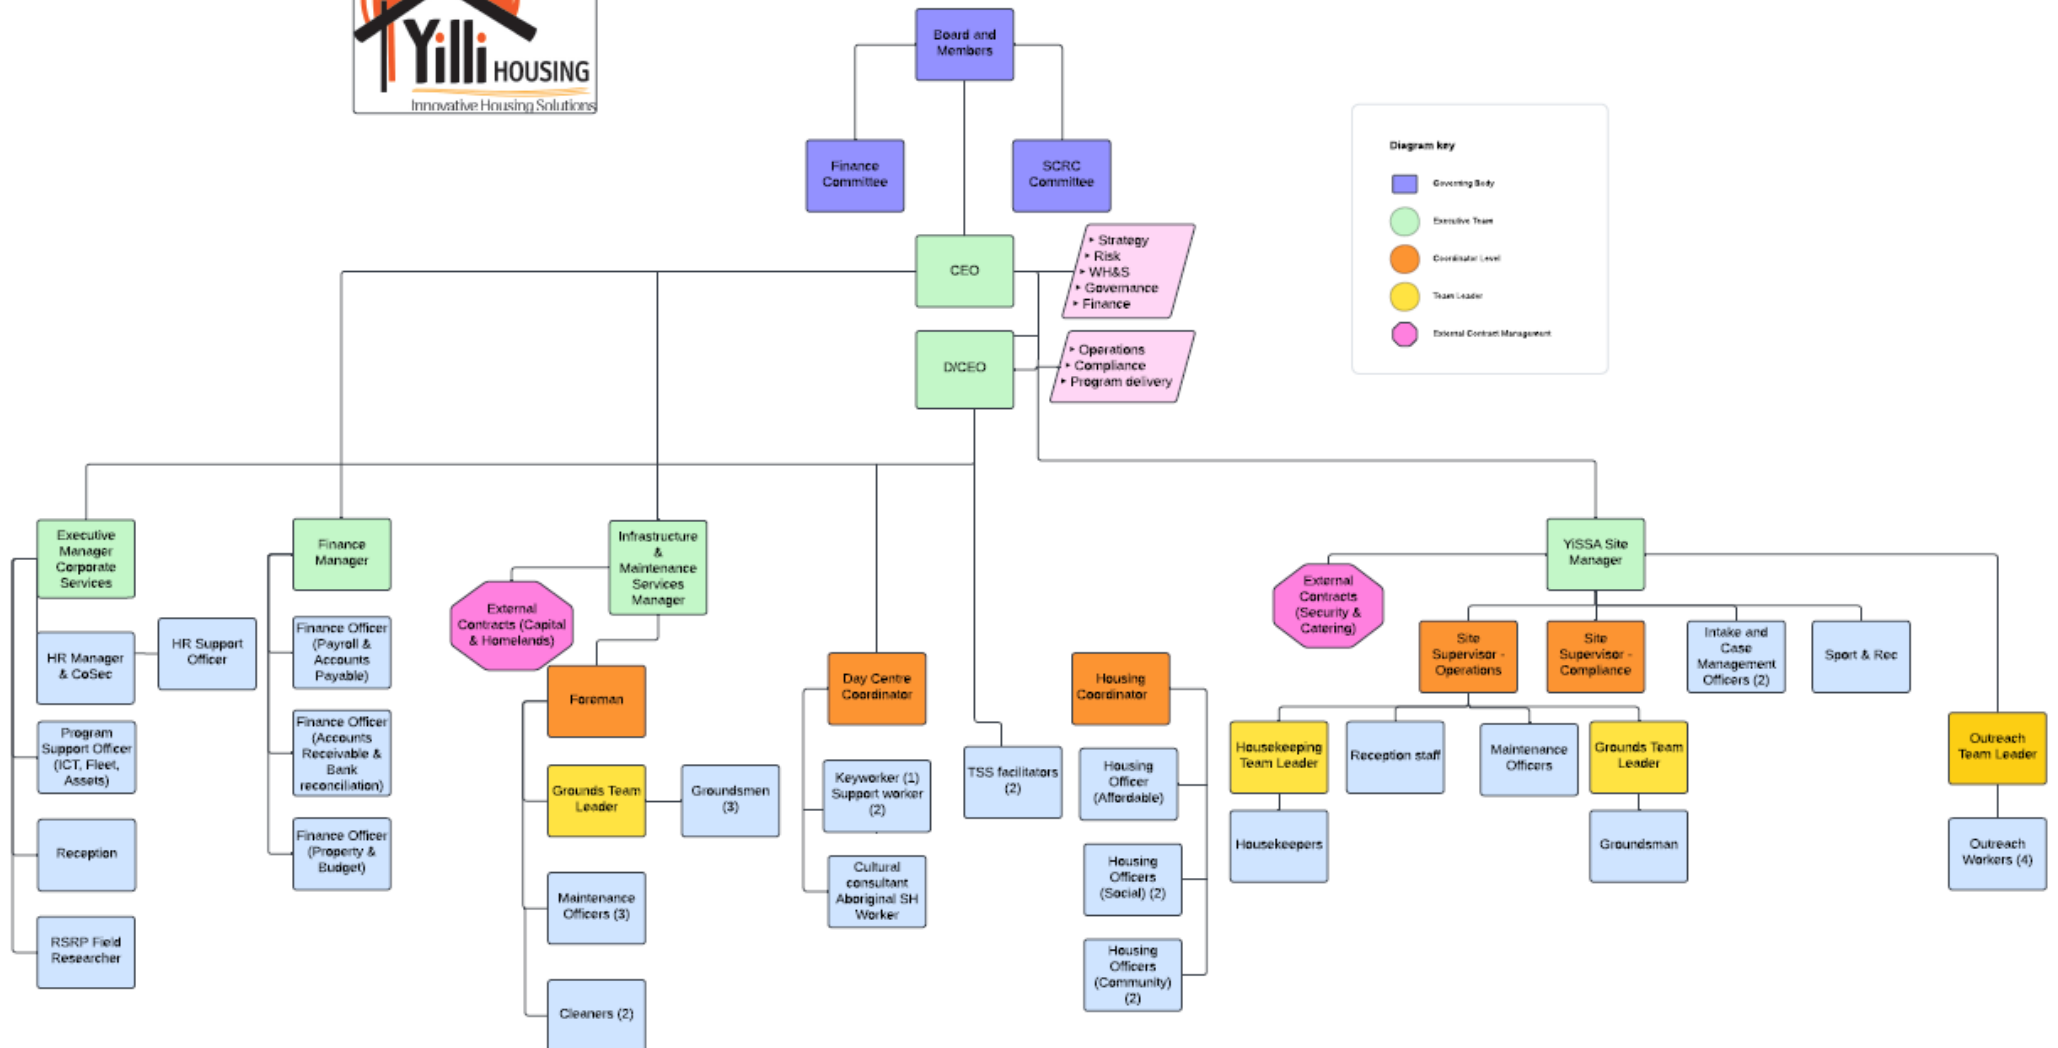 Yilli HOUSING
Innovative Housing Solutions
Board and
Members
Finance
Committee
SCRC
Committee
Diagram key
Governing Body
Executive Team
Coordinator Level
Team Leader
External Contract Management
CEO
‣ Strategy
‣ Risk
‣ WH&S
‣ Governance
‣ Finance
D/CEO
‣ Operations
‣ Compliance
‣ Program delivery
Executive
Manager
Corporate
Services
HR Manager
& CoSec
HR Support
Officer
Program
Support Officer
(ICT, Fleet,
Assets)
Reception
RSRP Field
Researcher
Finance
Manager
Finance Officer
(Payroll &
Accounts
Payable)
Finance Officer
(Accounts
Receivable &
Bank
reconciliation)
Finance Officer
(Property &
Budget)
Infrastructure
&
Maintenance
Services
Manager
External
Contracts (Capital
& Homelands)
Foreman
Grounds Team
Leader
Groundsmen
(3)
Maintenance
Officers (3)
Cleaners (2)
Day Centre
Coordinator
Keyworker (1)
Support worker
(2)
Cultural
consultant
Aboriginal SH
Worker
TSS facilitators
(2)
Housing
Coordinator
Housing
Officer
(Affordable)
Housing
Officers
(Social) (2)
Housing
Officers
(Community)
(2)
YiSSA Site
Manager
External
Contracts
(Security &
Catering)
Site
Supervisor -
Operations
Site
Supervisor -
Compliance
Intake and
Case
Management
Officers (2)
Sport & Rec
Housekeeping
Team Leader
Reception staff
Maintenance
Officers
Grounds Team
Leader
Housekeepers
Groundsman
Outreach
Team Leader
Outreach
Workers (4)